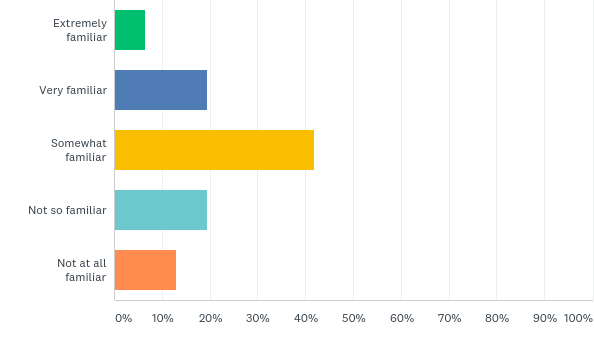 Extremely
familiar
Very familiar
Somewhat
familiar
Not so familiar
Not at all
familiar
0% 10% 20% 30% 40% 50% 60% 70% 80% 90% 100%